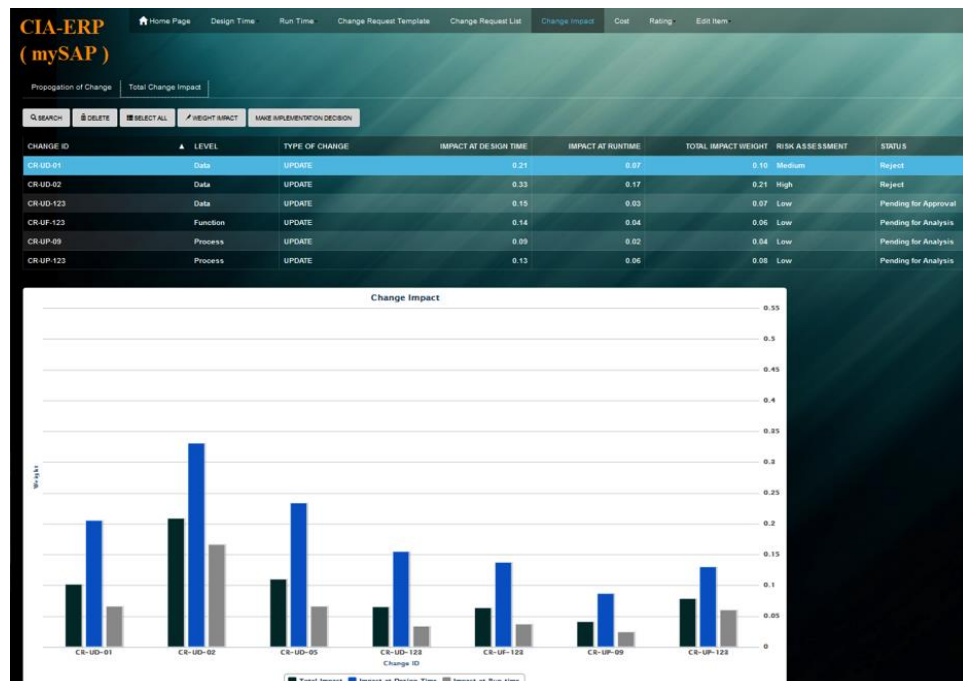 CIA-ERP
( mySAP )
Home Page Design Time Run Time Change Request Template Change Request List Change Impact Cost Rating Edit Item
Propogation of Change Total Change Impact
SEARCH DELETE SELECT ALL WEIGHT IMPACT MAKE IMPLEMENTATION DECISION
CHANGE ID ▲ LEVEL TYPE OF CHANGE IMPACT AT DESIGN TIME IMPACT AT RUNTIME TOTAL IMPACT WEIGHT RISK ASSESSMENT STATUS
CR-UD-01 Data UPDATE 0.21 0.07 0.10 Medium Reject
CR-UD-02 Data UPDATE 0.33 0.17 0.21 High Reject
CR-UD-123 Data UPDATE 0.15 0.03 0.07 Low Pending for Approval
CR-UF-123 Function UPDATE 0.14 0.04 0.06 Low Pending for Analysis
CR-UP-09 Process UPDATE 0.09 0.02 0.04 Low Pending for Analysis
CR-UP-123 Process UPDATE 0.13 0.06 0.08 Low Pending for Analysis
Change Impact
0.55
0.5
0.45
0.4
0.35
0.3
0.25
0.2
0.15
0.1
0.05
0
Weight
CR-UD-01 CR-UD-02 CR-UD-05 CR-UD-123 CR-UF-123 CR-UP-09 CR-UP-123
Change ID
Total Impact Impact at Design Time Impact at Run time